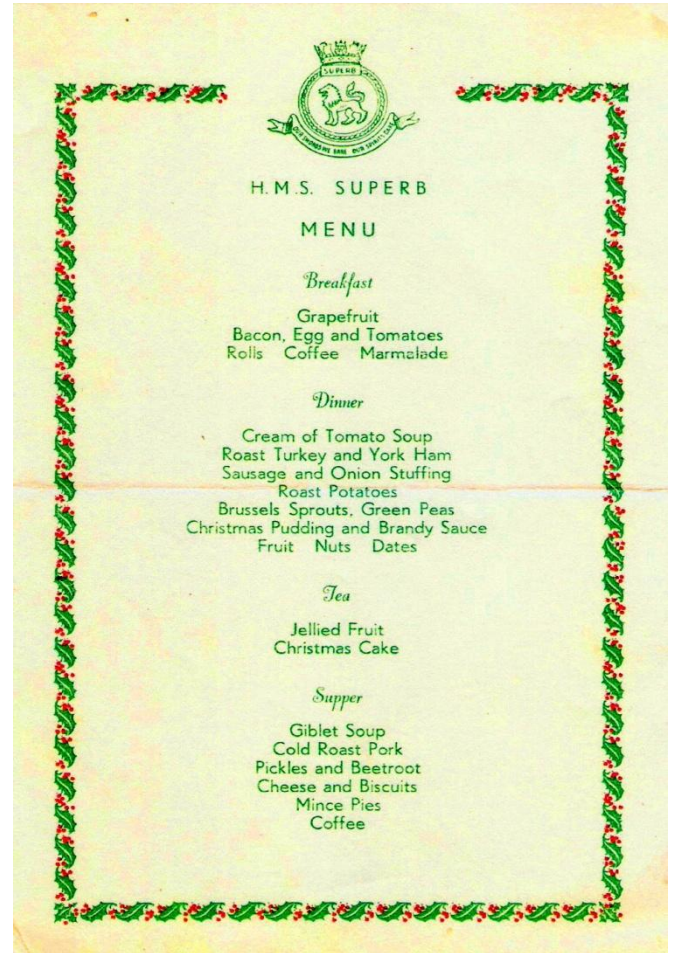 SUPERB
H.M.S. SUPERB
MENU
Breakfast
Grapefruit
Bacon, Egg and Tomatoes
Rolls Coffee Marmalade
Dinner
Cream of Tomato Soup
Roast Turkey and York Ham
Sausage and Onion Stuffing
Roast Potatoes
Brussels Sprouts, Green Peas
Christmas Pudding and Brandy Sauce
Fruit Nuts Dates
Tea
Jellied Fruit
Christmas Cake
Supper
Giblet Soup
Cold Roast Pork
Pickles and Beetroot
Cheese and Biscuits
Mince Pies
Coffee